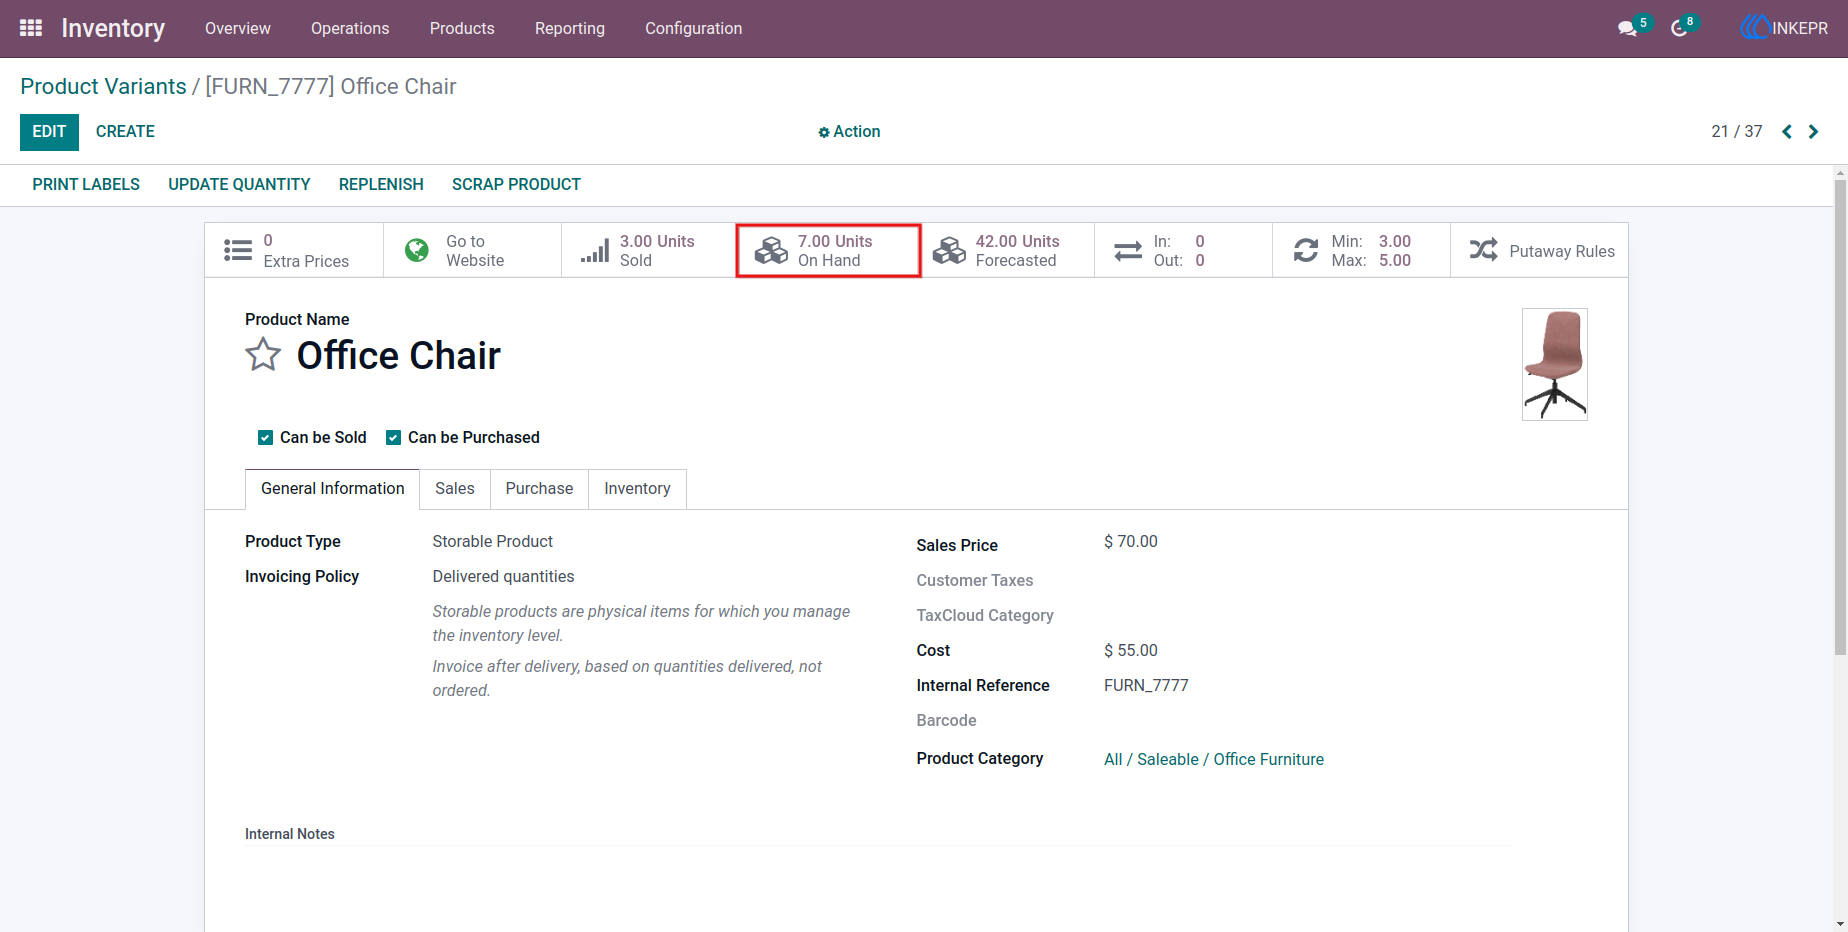 Inventory Overview Operations Products Reporting Configuration 5 8 INKEPR
Product Variants / [FURN_7777] Office Chair
EDIT CREATE Action 21 / 37
PRINT LABELS UPDATE QUANTITY REPLENISH SCRAP PRODUCT
0
Extra Prices
Go to
Website
3.00 Units
Sold
7.00 Units
On Hand
42.00 Units
Forecasted
In: 0
Out: 0
Min: 3.00
Max: 5.00
Putaway Rules
Product Name
Office Chair
Can be Sold Can be Purchased
General Information Sales Purchase Inventory
Product Type Storable Product
Invoicing Policy Delivered quantities
Storable products are physical items for which you manage
the inventory level.
Invoice after delivery, based on quantities delivered, not
ordered.
Sales Price $ 70.00
Customer Taxes
TaxCloud Category
Cost $ 55.00
Internal Reference FURN_7777
Barcode
Product Category All / Saleable / Office Furniture
Internal Notes